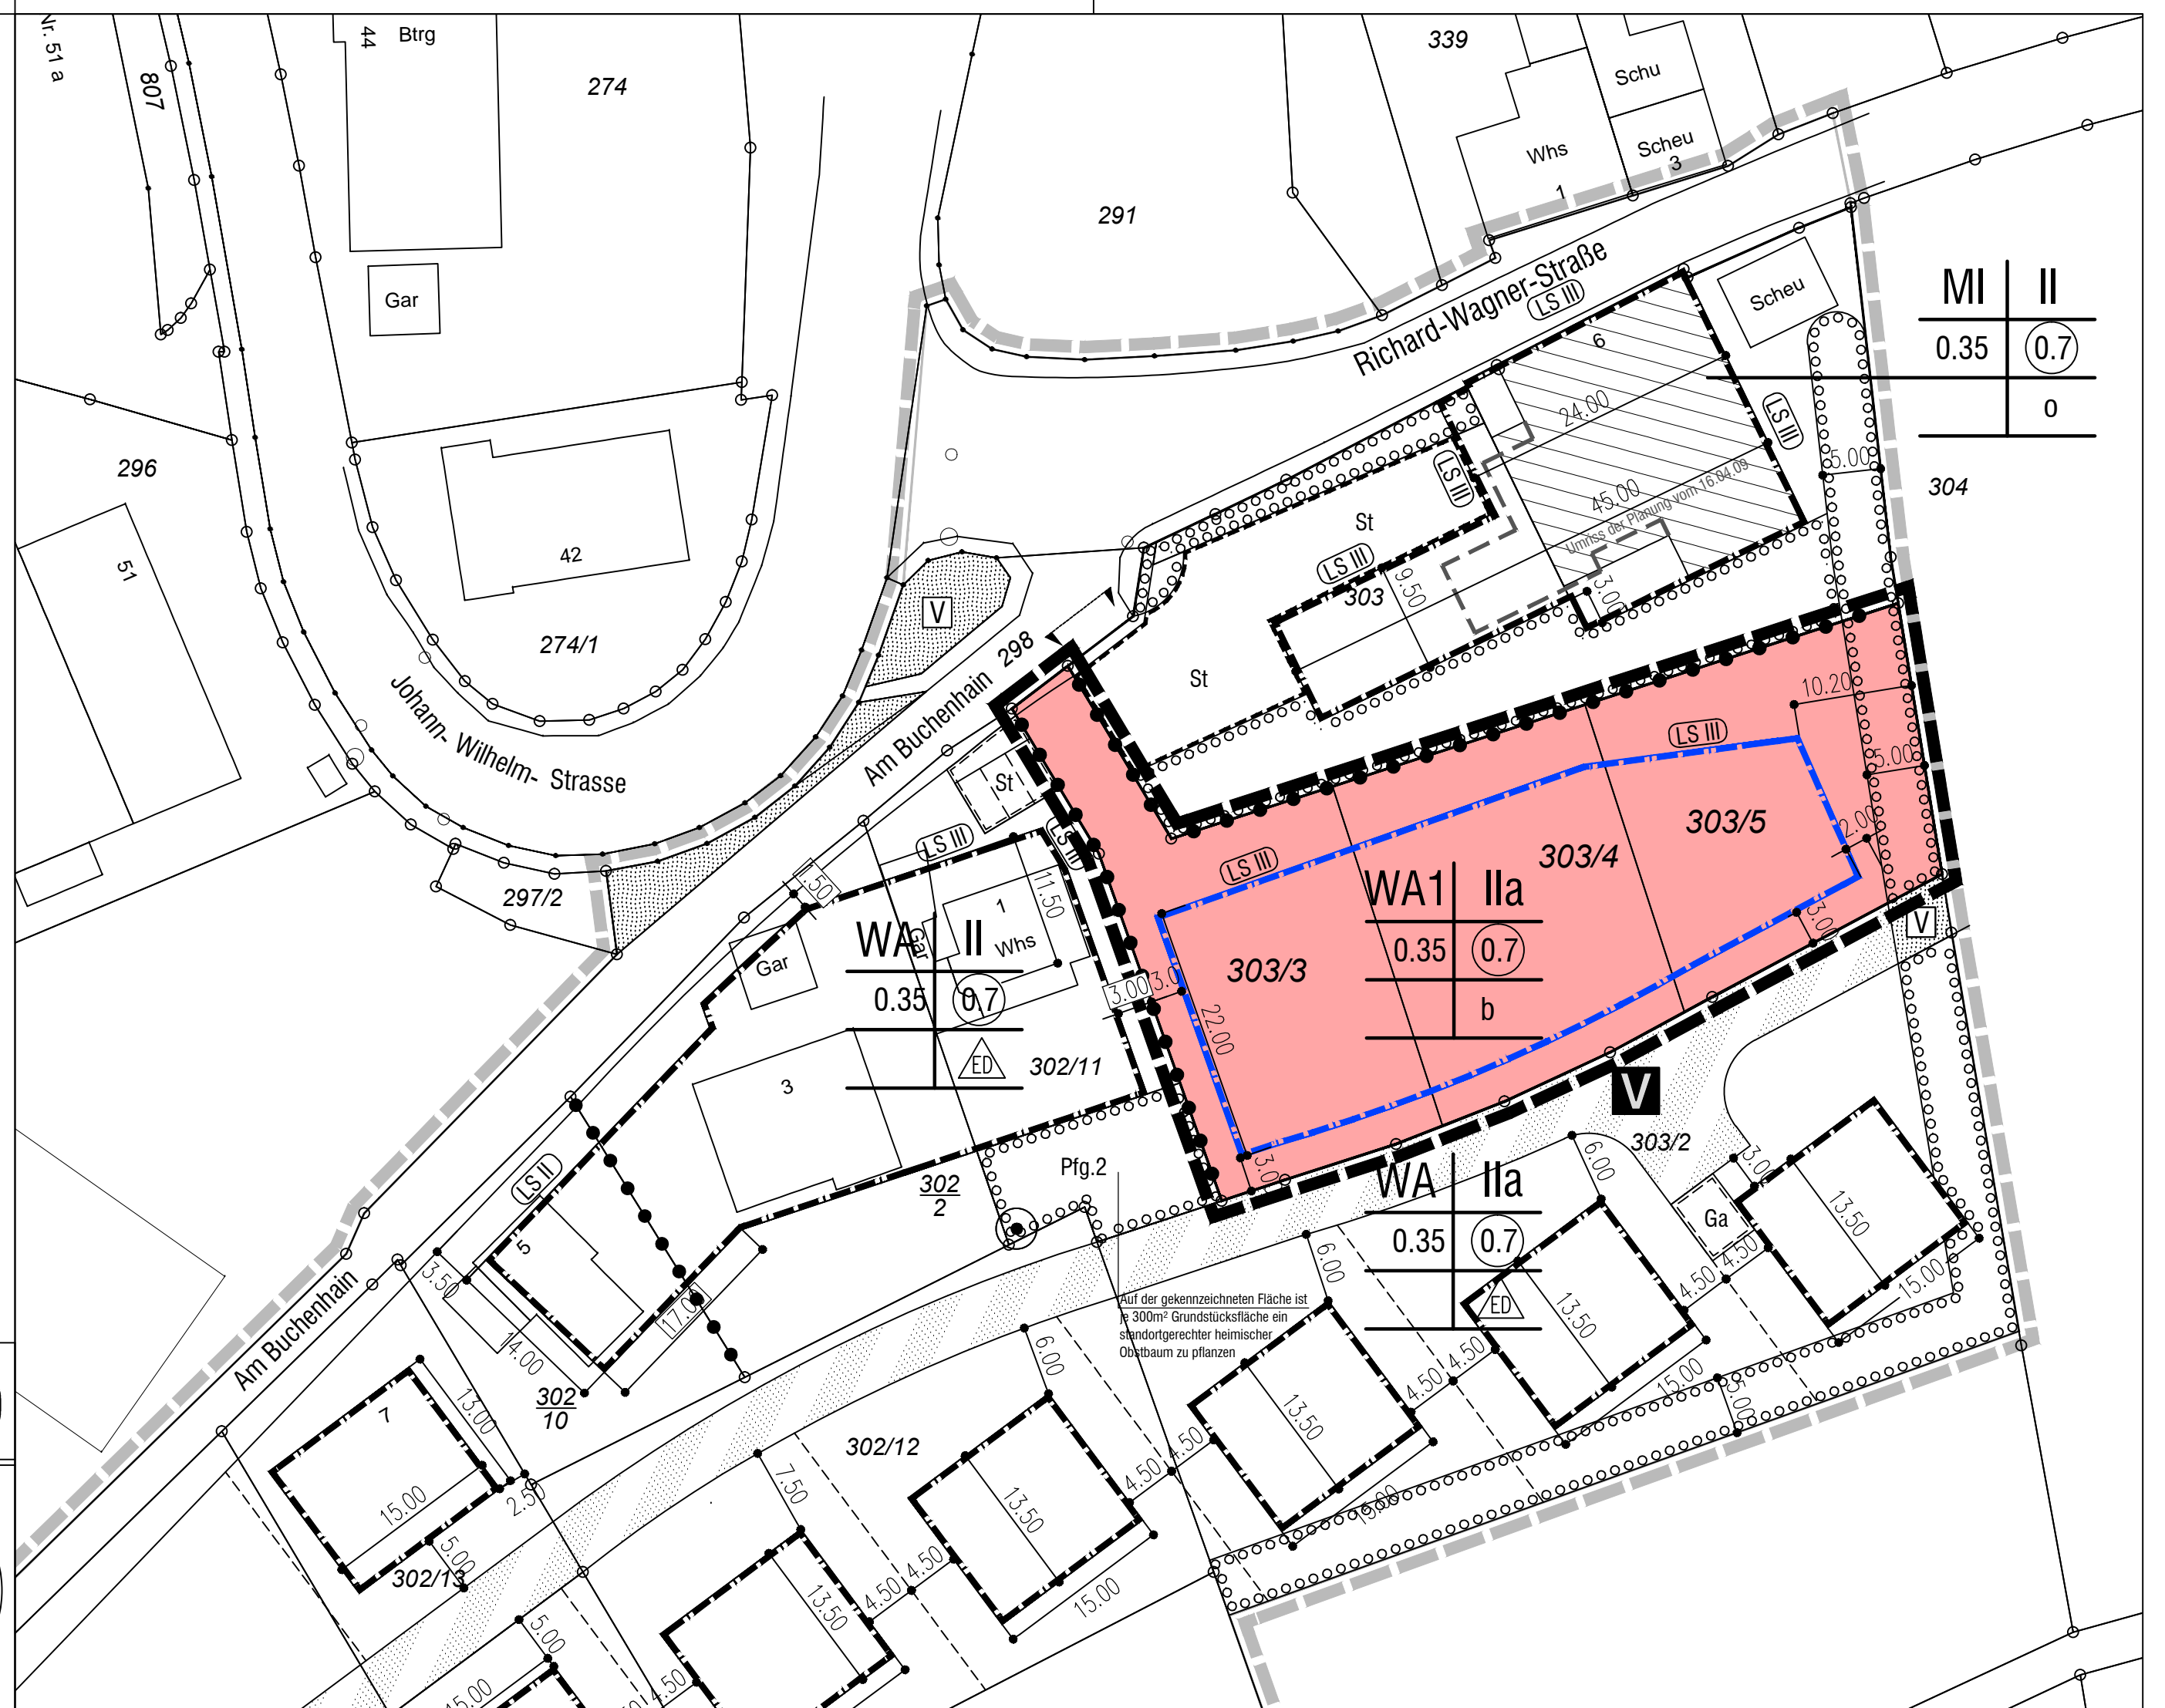 Nr. 51 a
807
44
Btrg
274
339
Schu
Scheu
3
Whs
1
291
Gar
Richard-Wagner-Straße
LS III
Scheu
6
MI
II
0.35
0.7
o
296
51
42
274/1
24.00
LS III
LS III
45.00
Umriss der Planung vom 16.04.09
5.00
304
St
LS III
303
9.50
3.00
V
298
Am Buchenhain
St
Johann- Wilhelm- Strasse
10.20
LS III
5.00
St
LS III
LS III
LS III
303/5
303/4
303/3
2.00
3.00
V
297/2
11.50
1
Whs
Gar
Gar
WA
II
0.35
0.7
ED
WA1
IIa
0.35
0.7
b
3.00
22.00
3
302/11
V
303/2
302
2
Pfg.2
3.00
WA
IIa
0.35
0.7
ED
6.00
3.00
Ga
13.50
LS II
5
3.50
14.00
17.00
Am Buchenhain
Auf der gekennzeichneten Fläche ist
je 300m² Grundstücksfläche ein
standortgerechter heimischer
Obstbaum zu pflanzen
6.00
13.50
4.50
4.50
15.00
302
10
7
13.00
15.00
2.50
5.00
302/13
302/12
6.00
13.50
4.50
4.50
15.00
5.00
7.50
13.50
4.50
4.50
15.00
15.00
13.50
4.50
4.50
5.00
15.00
4.50